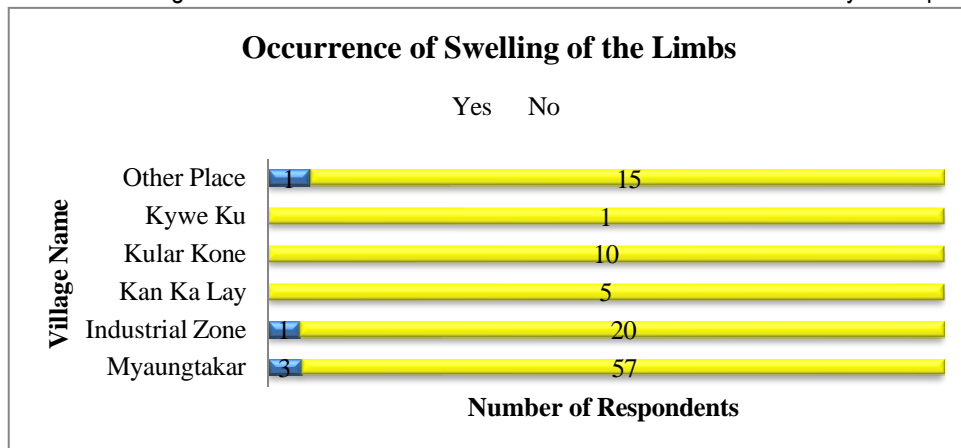 Occurrence of Swelling of the Limbs
Yes No
Village Name
Other Place 1 15
Kywe Ku 1
Kular Kone 10
Kan Ka Lay 5
Industrial Zone 1 20
Myaungtakar 3 57
Number of Respondents